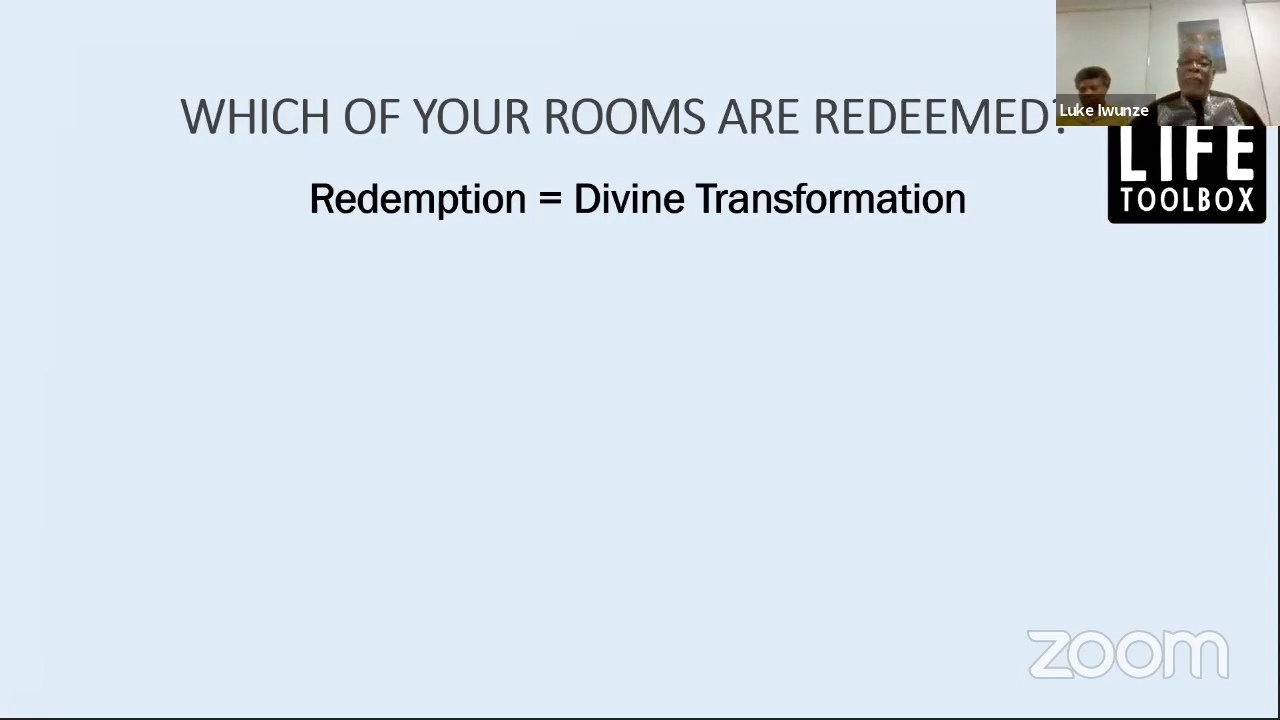 WHICH OF YOUR ROOMS ARE REDEEMED?
Redemption = Divine Transformation
Luke Iwunze
LIFE
TOOLBOX
zoom